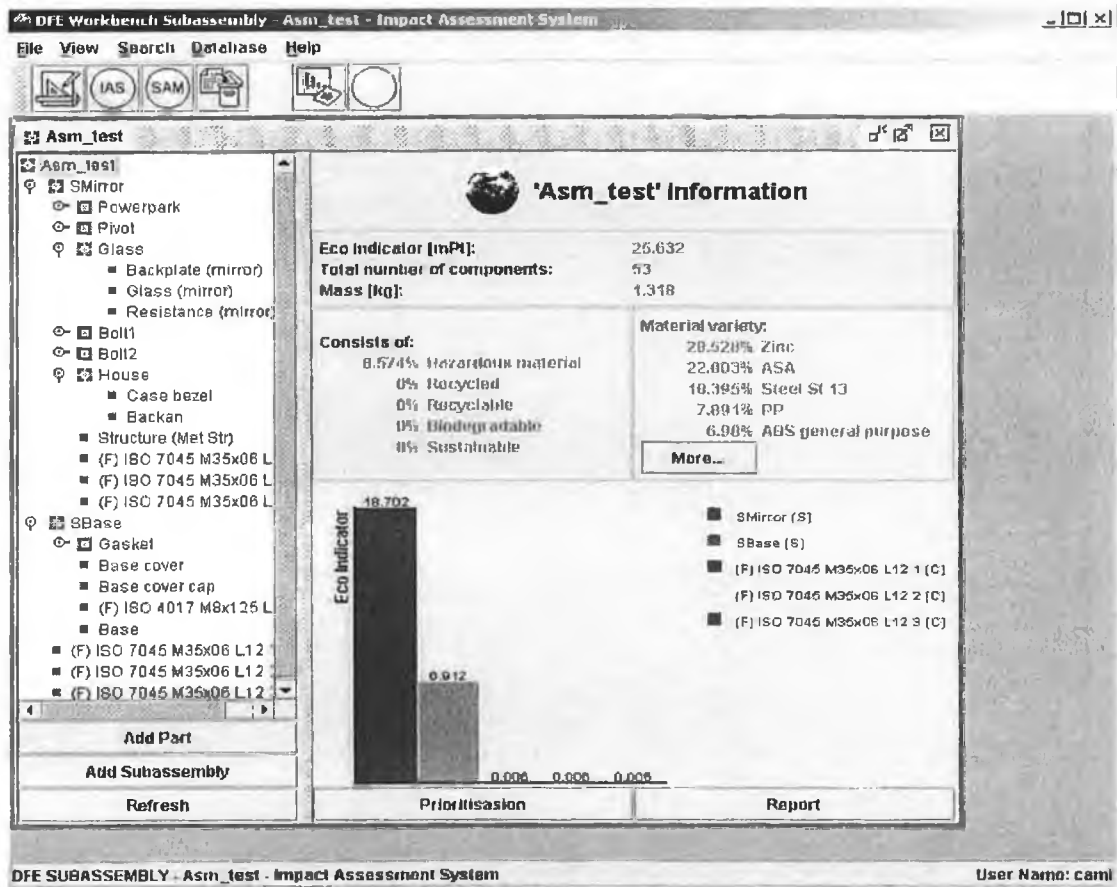 DFE Workbench Subassembly - Asm_test - Impact Assessment System
File View Search Database Help
IAS SAM
Asm_test
Asm_test
SMirror
Powerpark
Pivot
Glass
Backplate (mirror)
Glass (mirror)
Resistance (mirror)
Bolt1
Bolt2
House
Case bezel
Backan
Structure (Met Str)
(F) ISO 7045 M35x06 L
(F) ISO 7045 M35x06 L
(F) ISO 7045 M35x06 L
SBase
Gasket
Base cover
Base cover cap
(F) ISO 4017 M8x125 L
Base
(F) ISO 7045 M35x06 L12
(F) ISO 7045 M35x06 L12
(F) ISO 7045 M35x06 L12
Add Part
Add Subassembly
Refresh
'Asm_test' Information
Eco Indicator [mPt]: 25.632
Total number of components: 53
Mass [kg]: 1.318
Consists of:
8.574% Hazardous material
0% Recycled
0% Recyclable
0% Biodegradable
0% Sustainable
Material variety:
Zinc
22.003% ASA
Steel St 13
7.891% PP
6.98% ABS general purpose
More...
Eco Indicator
18.702
6.912
0.006 0.006 0.006
SMirror [S]
SBase [S]
(F) ISO 7045 M35x06 L12 1 [C]
(F) ISO 7045 M35x06 L12 2 [C]
(F) ISO 7045 M35x06 L12 3 [C]
Prioritisasion
Report
DFE SUBASSEMBLY - Asm_test - Impact Assessment System
User Name: cami